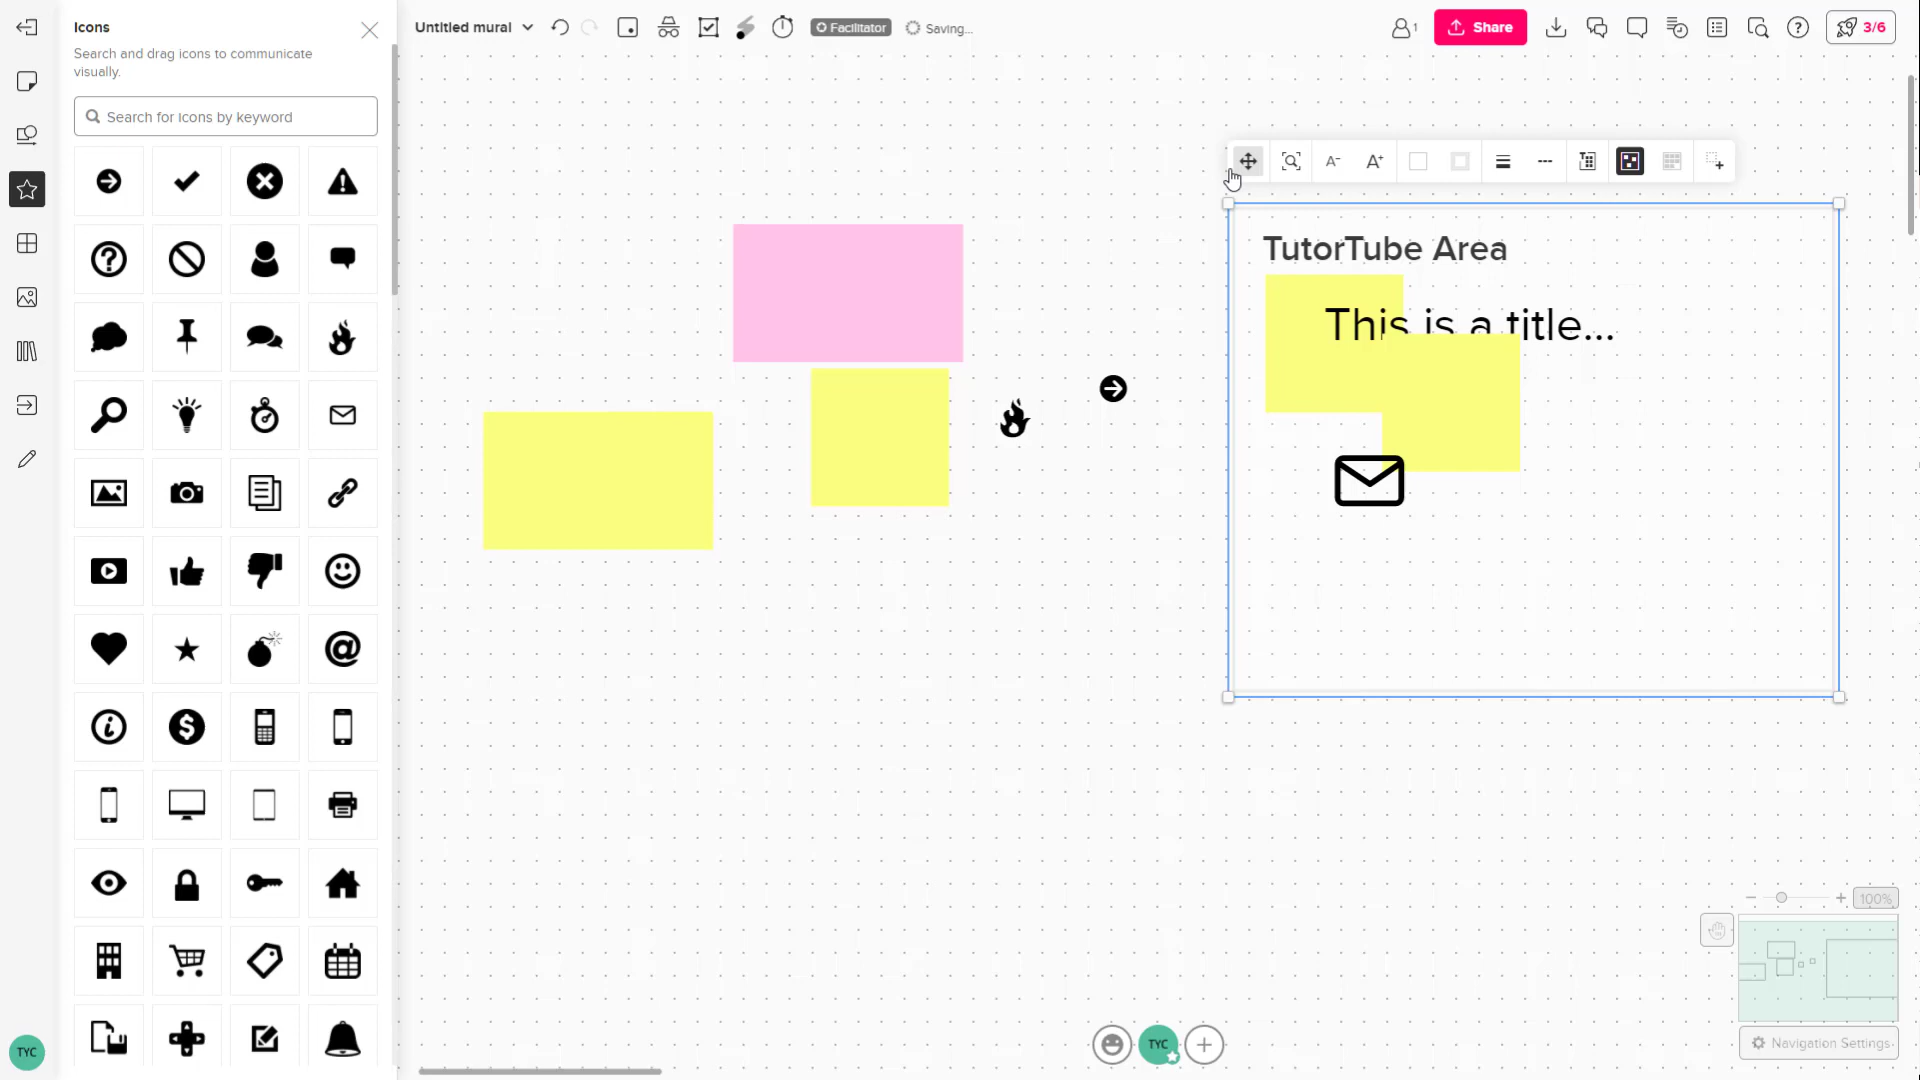 Icons
Search and drag icons to communicate
visually.
Search for icons by keyword
Untitled mural
Facilitator
Saving...
1
Share
3/6
A-
A+
TutorTube Area
This is a title...
100%
Navigation Settings
TYC
TYC